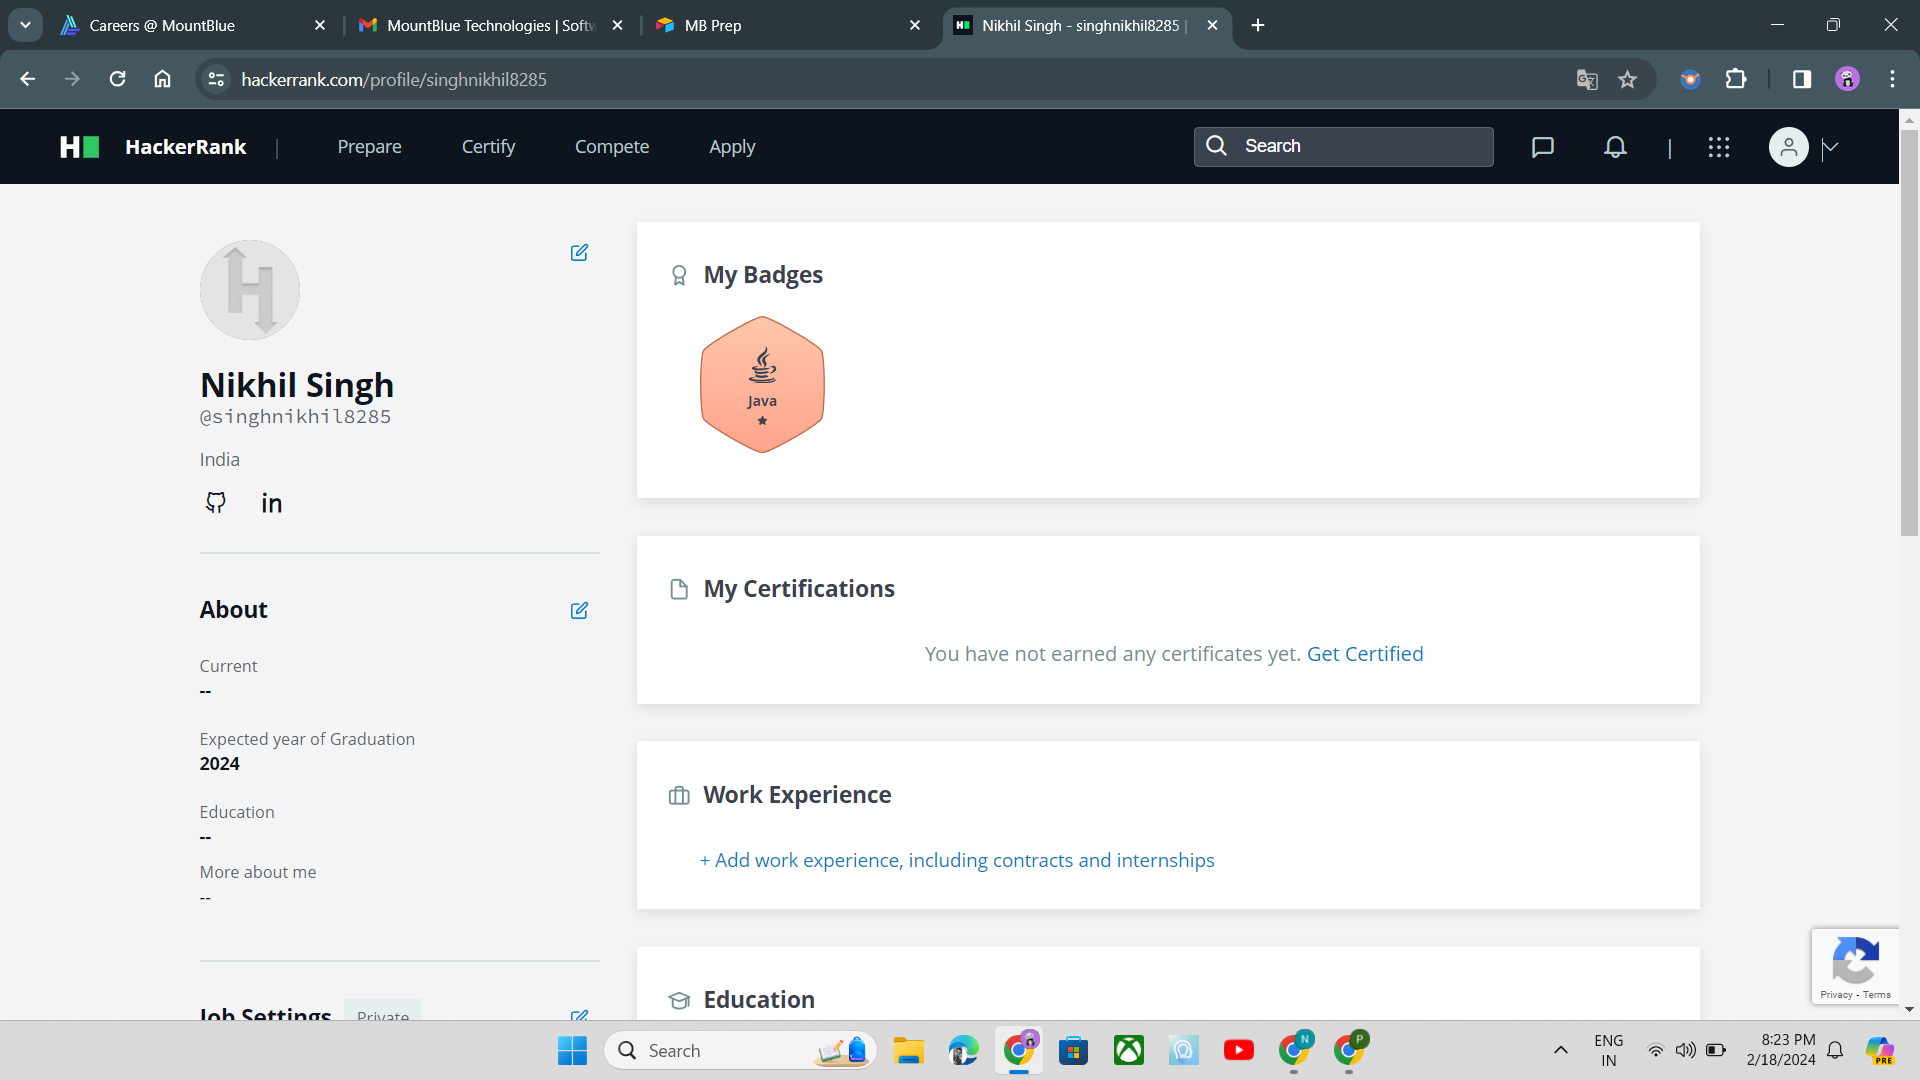 Careers @ MountBlue
MountBlue Technologies | Softw
MB Prep
Nikhil Singh - singhnikhil8285 |
hackerrank.com/profile/singhnikhil8285
HackerRank
Prepare
Certify
Compete
Apply
Search
Nikhil Singh
@singhnikhil8285
India
in
About
Current
--
Expected year of Graduation
2024
Education
--
More about me
--
Job Settings
Private
My Badges
Java
My Certifications
You have not earned any certificates yet. Get Certified
Work Experience
+ Add work experience, including contracts and internships
Education
Privacy - Terms
Search
N
P
ENG
IN
8:23 PM
2/18/2024
PRE